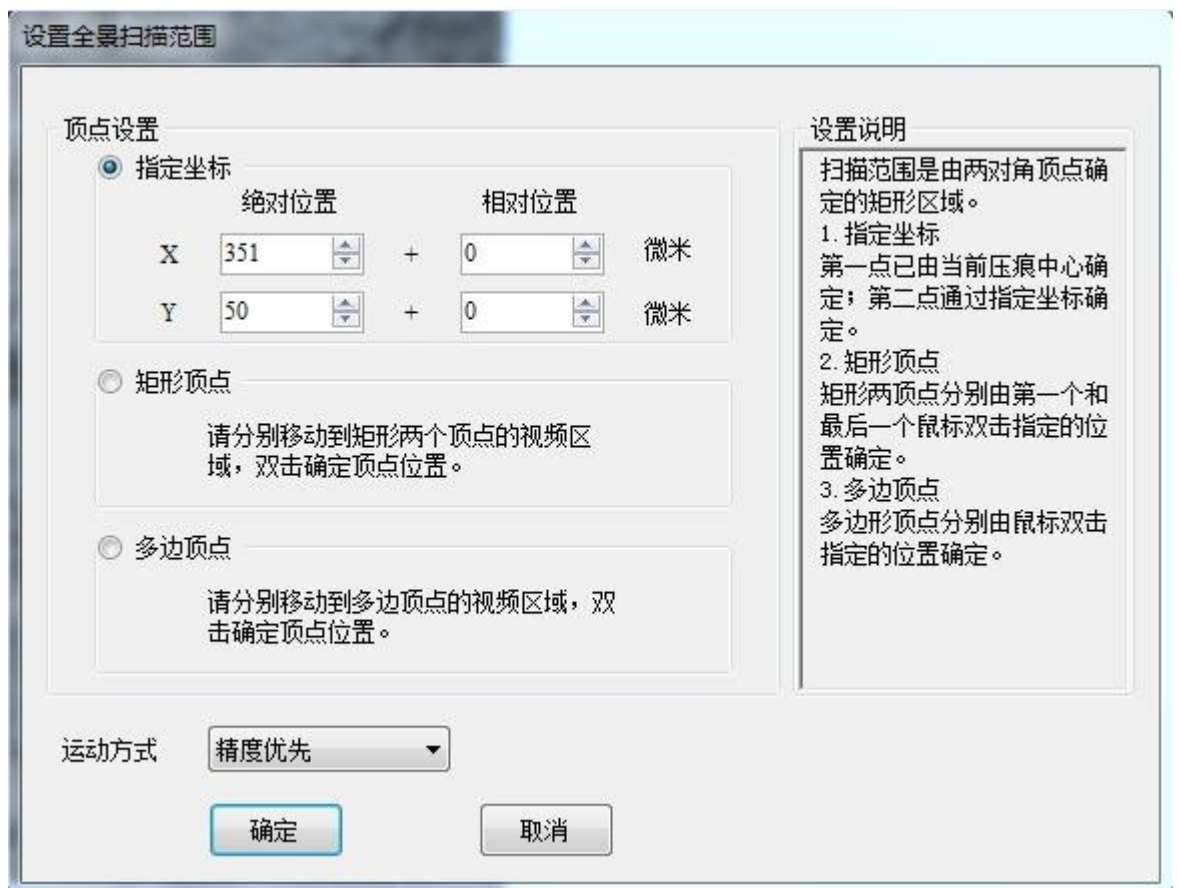 设置全景扫描范围
顶点设置
指定坐标
绝对位置 相对位置
X 351 + 0 微米
Y 50 + 0 微米
矩形顶点
请分别移动到矩形两个顶点的视频区
域，双击确定顶点位置。
多边顶点
请分别移动到多边顶点的视频区域，双
击确定顶点位置。
运动方式 精度优先
确定 取消
设置说明
扫描范围是由两对角顶点确
定的矩形区域。
1.指定坐标
第一点已由当前压痕中心确
定；第二点通过指定坐标确
定。
2.矩形顶点
矩形两顶点分别由第一个和
最后一个鼠标双击指定的位
置确定。
3.多边顶点
多边形顶点分别由鼠标双击
指定的位置确定。